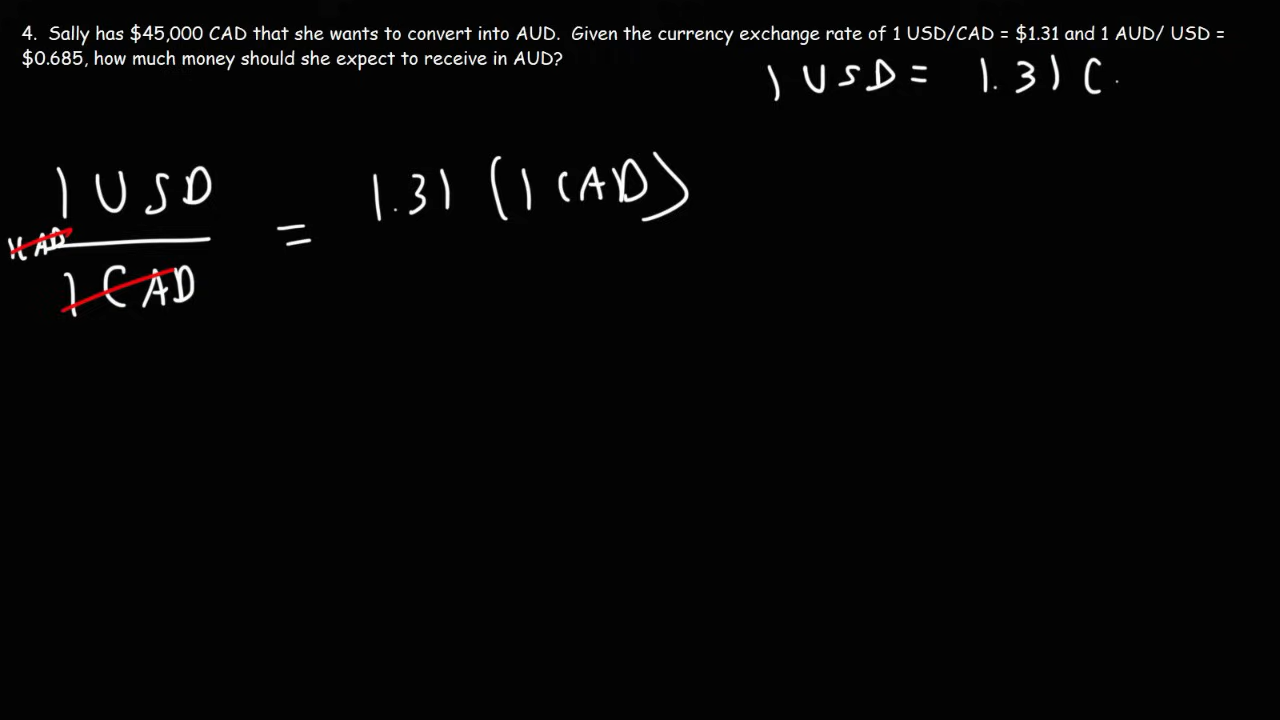 4. Sally has $45,000 CAD that she wants to convert into AUD. Given the currency exchange rate of 1 USD/CAD = $1.31 and 1 AUD/ USD =
$0.685, how much money should she expect to receive in AUD?
1 USD = 1.31 C
1 USD = 1.31 (1 CAD)
1 CAD